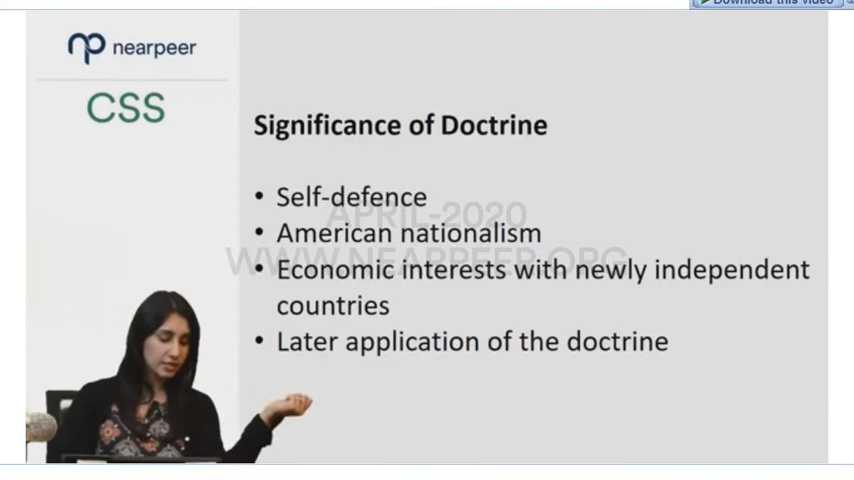 Download this video
nearpeer
CSS
Significance of Doctrine
• Self-defence
APRIL-2020
• American nationalism
WWW.NEARPEER.ORG
• Economic interests with newly independent
countries
• Later application of the doctrine